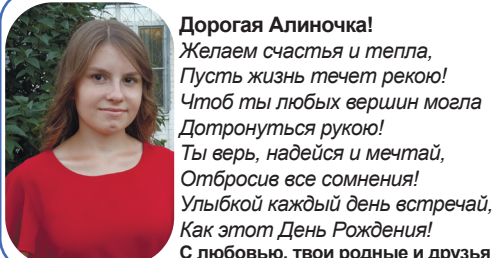 Дорогая Алиночка!
Желаем счастья и тепла,
Пусть жизнь течет рекою!
Чтоб ты любых вершин могла
Дотронуться рукою!
Ты верь, надейся и мечтай,
Отбросив все сомнения!
Улыбкой каждый день встречай,
Как этот День Рождения!
С любовью, твои родные и друзья